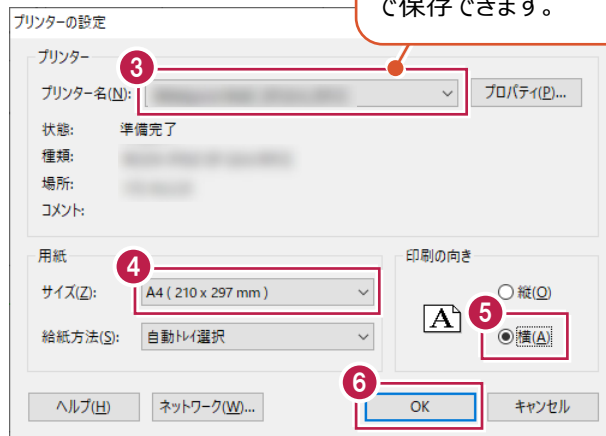 で保存できます。
プリンターの設定
プリンター
3
プリンター名(N):
プロパティ(P)...
状態: 準備完了
種類:
場所:
コメント:
用紙
4
サイズ(Z): A4 ( 210 x 297 mm )
給紙方法(S): 自動トレイ選択
印刷の向き
A
縦(O)
5
横(A)
6
ヘルプ(H) ネットワーク(W)... OK キャンセル